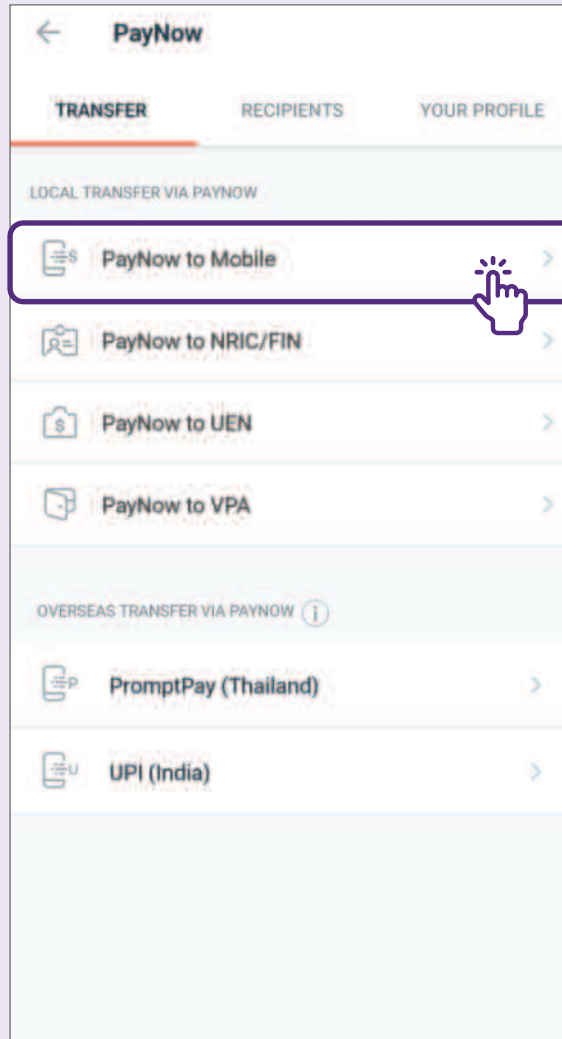 PayNow
TRANSFER RECIPIENTS YOUR PROFILE
LOCAL TRANSFER VIA PAYNOW
PayNow to Mobile
PayNow to NRIC/FIN
PayNow to UEN
PayNow to VPA
OVERSEAS TRANSFER VIA PAYNOW
PromptPay (Thailand)
UPI (India)